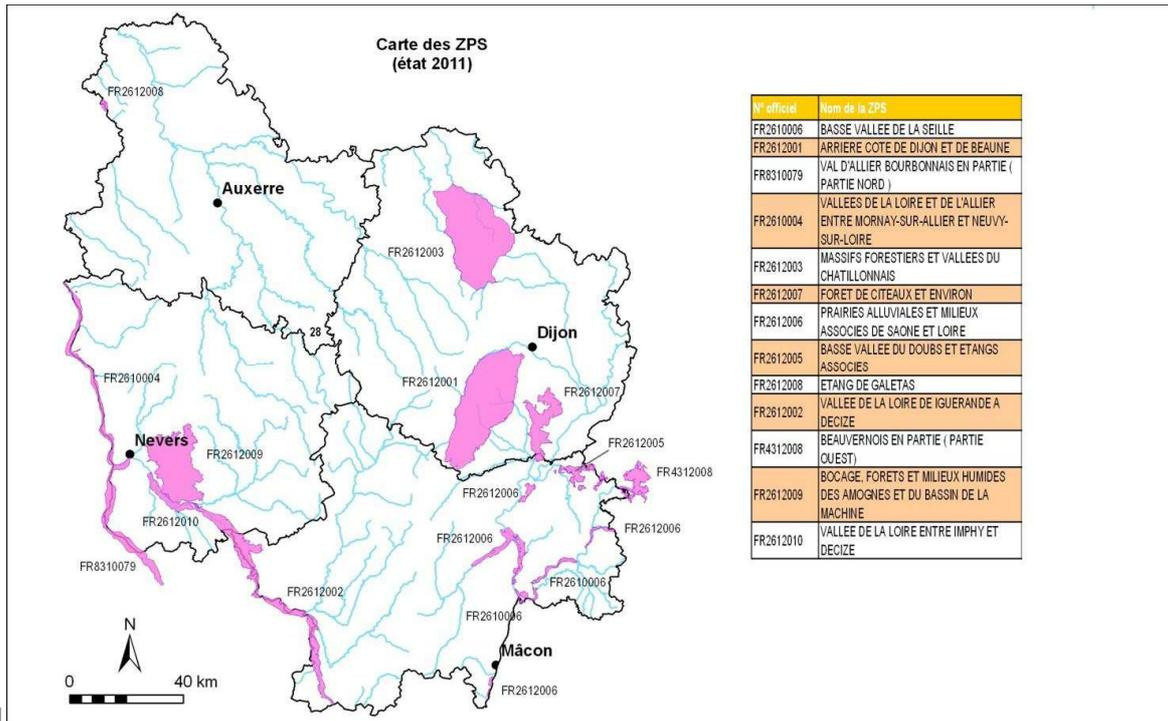 Carte des ZPS
(état 2011)
FR2612008
Auxerre
FR2612003
28
Dijon
FR2610004
FR2612001
FR2612007
Nevers
FR2612009
FR2612005
FR4312008
FR2612006
FR2612010
FR2612006
FR2612006
FR8310079
FR2610006
FR2612002
FR2610006
Mâcon
FR2612006
N
0 40 km
N° officiel Nom de la ZPS
FR2610006 BASSE VALLEE DE LA SEILLE
FR2612001 ARRIERE COTE DE DIJON ET DE BEAUNE
FR8310079 VAL D'ALLIER BOURBONNAIS EN PARTIE (
PARTIE NORD )
FR2610004 VALLEES DE LA LOIRE ET DE L'ALLIER
ENTRE MORNAY-SUR-ALLIER ET NEUVY-
SUR-LOIRE
FR2612003 MASSIFS FORESTIERS ET VALLEES DU
CHATILLONNAIS
FR2612007 FORET DE CITEAUX ET ENVIRON
FR2612006 PRAIRIES ALLUVIALES ET MILIEUX
ASSOCIES DE SAONE ET LOIRE
FR2612005 BASSE VALLEE DU DOUBS ET ETANGS
ASSOCIES
FR2612008 ETANG DE GALETAS
FR2612002 VALLEE DE LA LOIRE DE IGUERANDE A
DECIZE
FR4312008 BEAUVERNOIS EN PARTIE ( PARTIE
OUEST)
FR2612009 BOCAGE, FORETS ET MILIEUX HUMIDES
DES AMOGNES ET DU BASSIN DE LA
MACHINE
FR2612010 VALLEE DE LA LOIRE ENTRE IMPHY ET
DECIZE